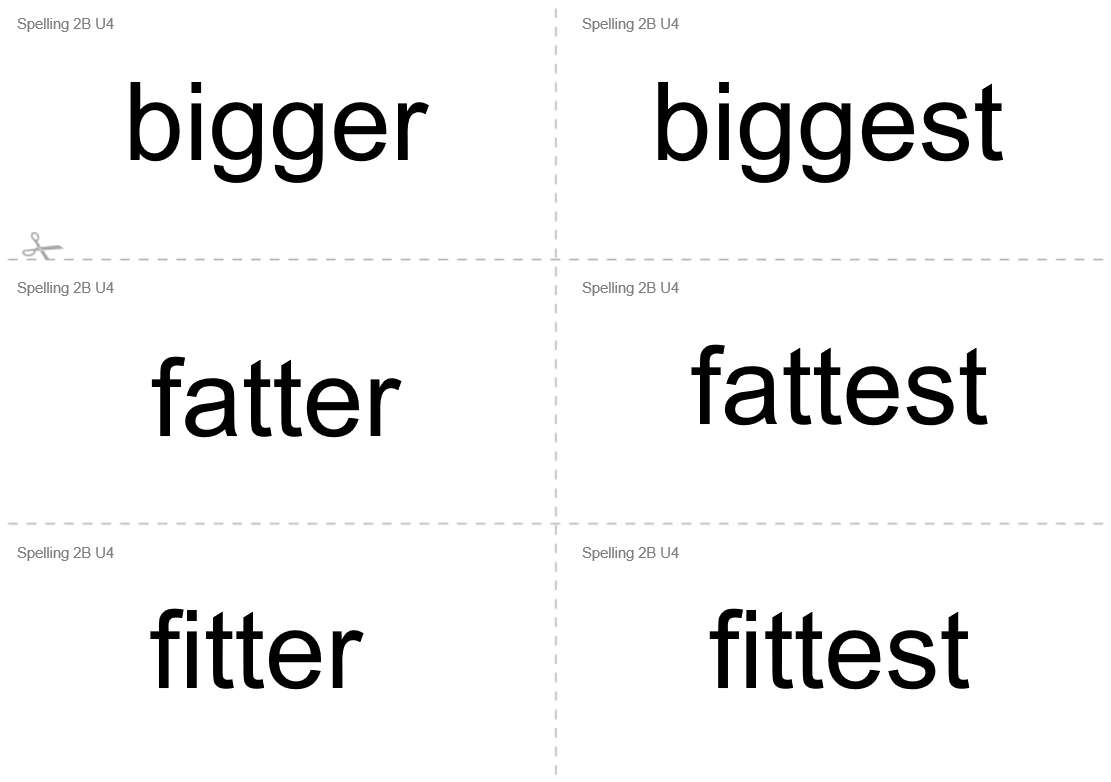 Spelling 2B U4
bigger
Spelling 2B U4
biggest
Spelling 2B U4
fatter
Spelling 2B U4
fattest
Spelling 2B U4
fitter
Spelling 2B U4
fittest